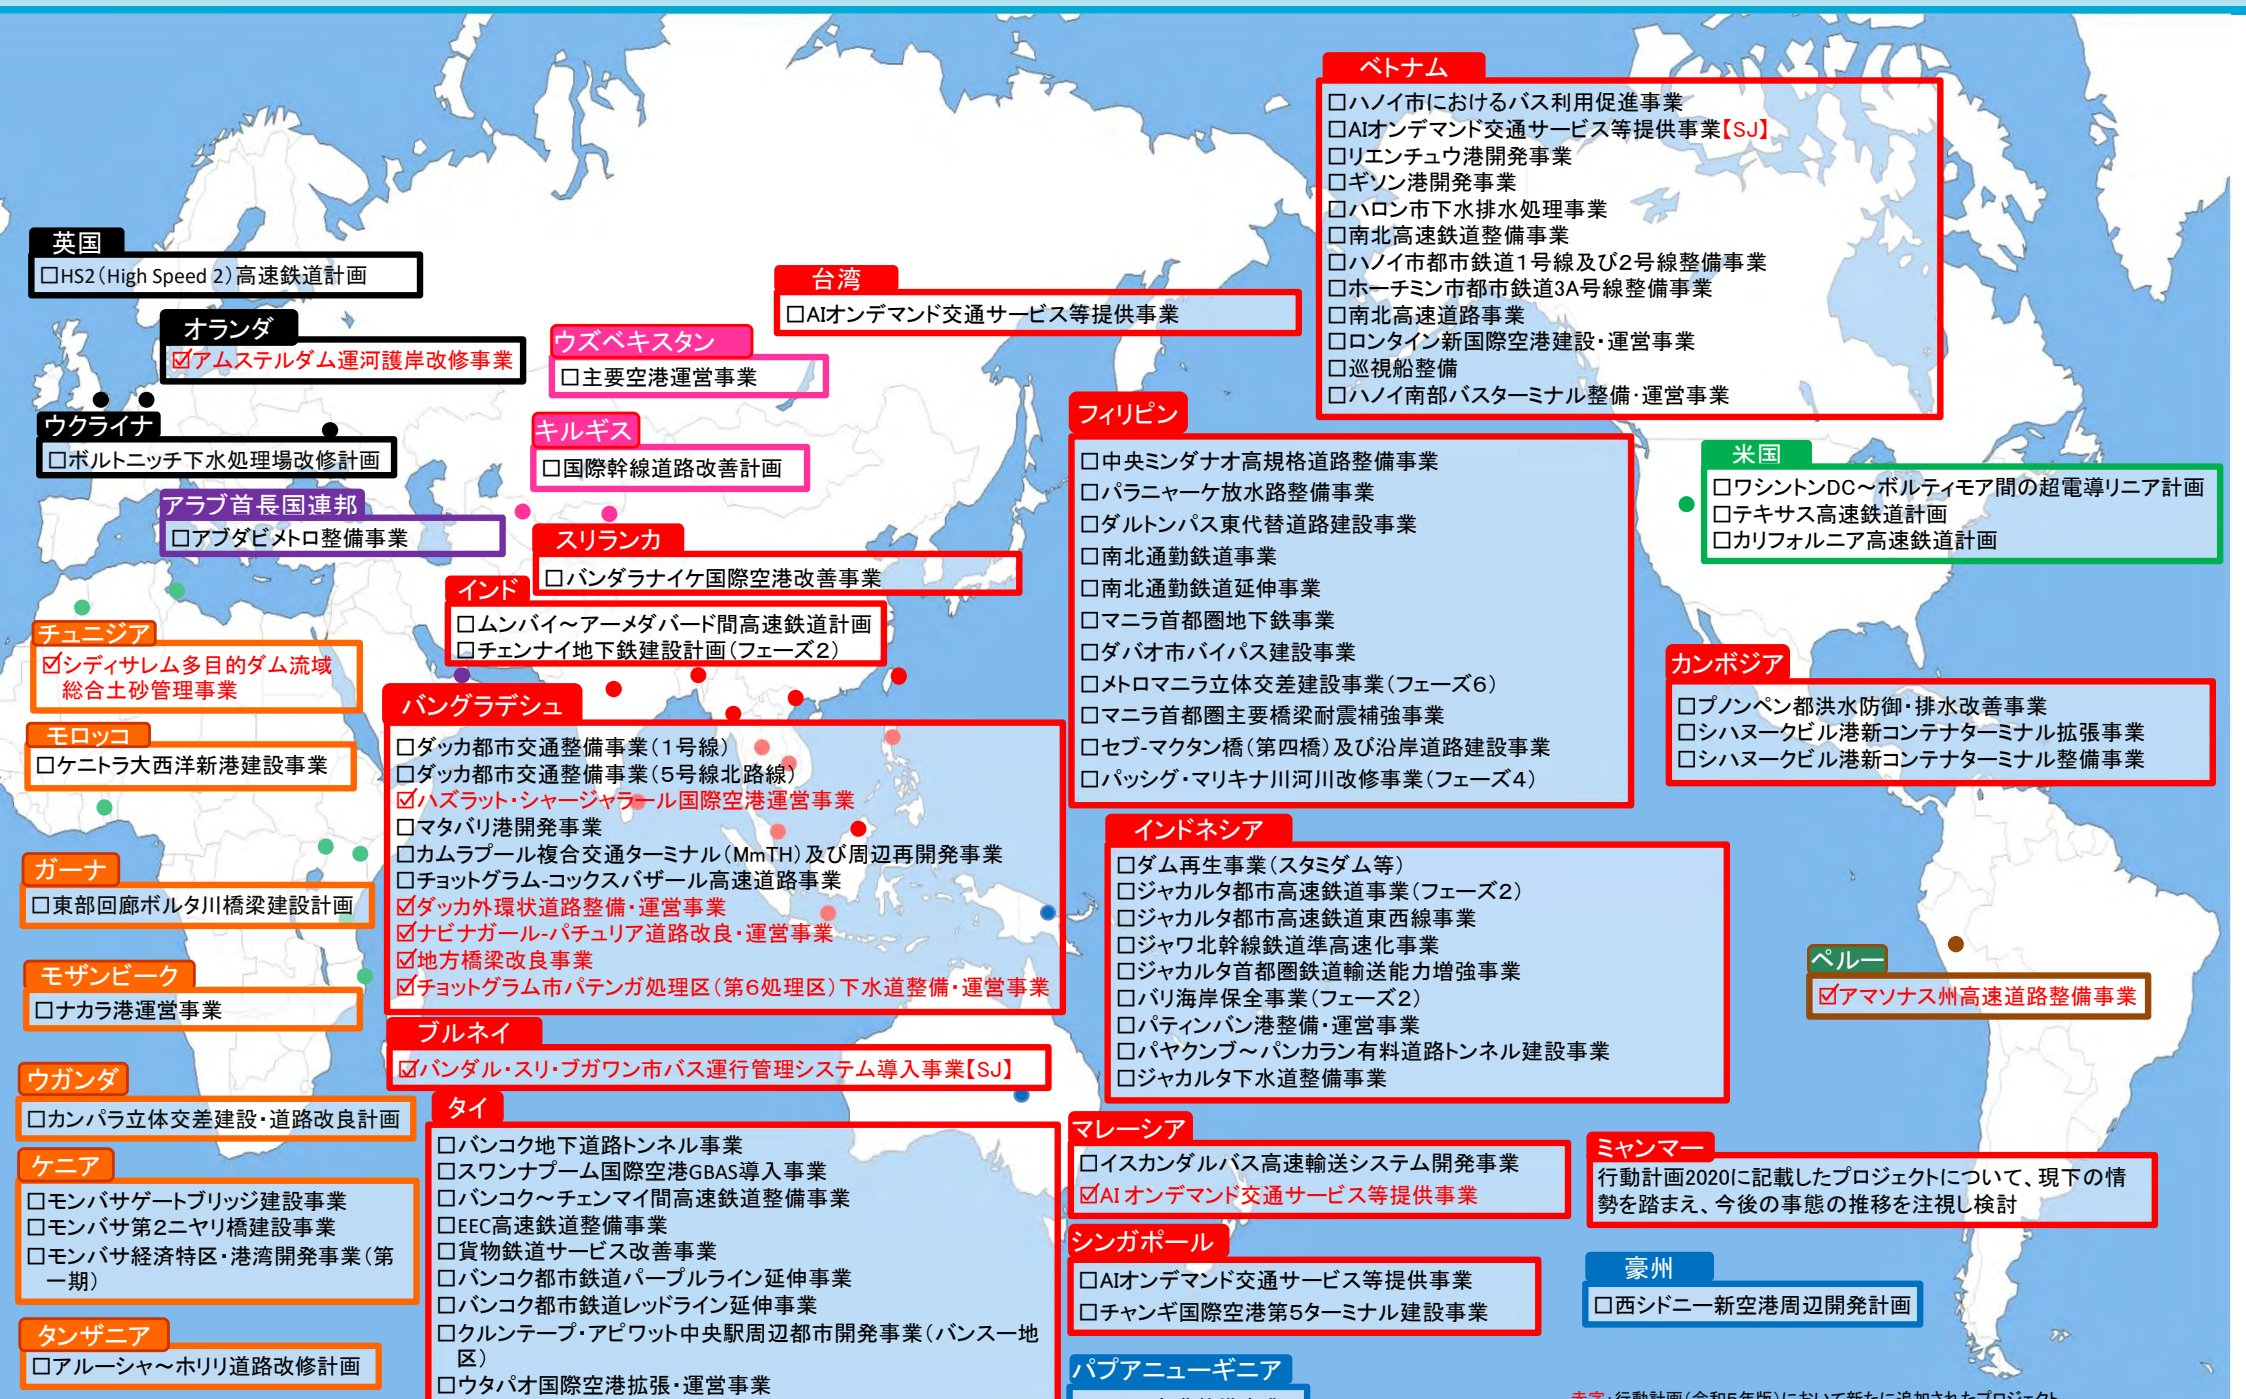 英国
□HS2(High Speed 2)高速鉄道計画
オランダ
☑アムステルダム運河護岸改修事業
ウクライナ
□ボルトニッチ下水処理場改修計画
アラブ首長国連邦
□アブダビメトロ整備事業
ウズベキスタン
□主要空港運営事業
キルギス
□国際幹線道路改善計画
スリランカ
□バンダラナイケ国際空港改善事業
インド
□ムンバイ～アーメダバード間高速鉄道計画
□チェンナイ地下鉄建設計画(フェーズ2)
台湾
□AIオンデマンド交通サービス等提供事業
ベトナム
□ハノイ市におけるバス利用促進事業
□AIオンデマンド交通サービス等提供事業【SJ】
□リエンチュウ港開発事業
□ギソン港開発事業
□ハロン市下水排水処理事業
□南北高速鉄道整備事業
□ハノイ市都市鉄道1号線及び2号線整備事業
□ホーチミン市都市鉄道3A号線整備事業
□南北高速道路事業
□ロンタイン新国際空港建設・運営事業
□巡視船整備
□ハノイ南部バスターミナル整備・運営事業
フィリピン
□中央ミンダナオ高規格道路整備事業
□パラニャーケ放水路整備事業
□ダルトンパス東代替道路建設事業
□南北通勤鉄道事業
□南北通勤鉄道延伸事業
□マニラ首都圏地下鉄事業
□ダバオ市バイパス建設事業
□メトロマニラ立体交差建設事業(フェーズ6)
□マニラ首都圏主要橋梁耐震補強事業
□セブ-マクタン橋(第四橋)及び沿岸道路建設事業
□パッシグ・マリキナ川河川改修事業(フェーズ4)
米国
□ワシントンDC～ボルティモア間の超電導リニア計画
□テキサス高速鉄道計画
□カリフォルニア高速鉄道計画
カンボジア
□プノンペン都洪水防御・排水改善事業
□シハヌークビル港新コンテナターミナル拡張事業
□シハヌークビル港新コンテナターミナル整備事業
チュニジア
☑シディサレム多目的ダム流域
総合土砂管理事業
モロッコ
□ケニトラ大西洋新港建設事業
ガーナ
□東部回廊ボルタ川橋梁建設計画
モザンビーク
□ナカラ港運営事業
ウガンダ
□カンパラ立体交差建設・道路改良計画
ケニア
□モンバサゲートブリッジ建設事業
□モンバサ第2ニヤリ橋建設事業
□モンバサ経済特区・港湾開発事業(第
一期)
タンザニア
□アルーシャ～ホリリ道路改修計画
バングラデシュ
□ダッカ都市交通整備事業(1号線)
□ダッカ都市交通整備事業(5号線北路線)
☑ハズラット・シャージャラール国際空港運営事業
□マタバリ港開発事業
□カムラプール複合交通ターミナル(MmTH)及び周辺再開発事業
□チョットグラム-コックスバザール高速道路事業
☑ダッカ外環状道路整備・運営事業
☑ナビナガール-パチュリア道路改良・運営事業
☑地方橋梁改良事業
☑チョットグラム市パテンガ処理区(第6処理区)下水道整備・運営事業
ブルネイ
☑バンダル・スリ・ブガワン市バス運行管理システム導入事業【SJ】
タイ
□バンコク地下道路トンネル事業
□スワンナプーム国際空港GBAS導入事業
□バンコク～チェンマイ間高速鉄道整備事業
□EEC高速鉄道整備事業
□貨物鉄道サービス改善事業
□バンコク都市鉄道パープルライン延伸事業
□バンコク都市鉄道レッドライン延伸事業
□クルンテープ・アピワット中央駅周辺都市開発事業(バンスー地
区)
□ウタパオ国際空港拡張・運営事業
インドネシア
□ダム再生事業(スタミダム等)
□ジャカルタ都市高速鉄道事業(フェーズ2)
□ジャカルタ都市高速鉄道東西線事業
□ジャワ北幹線鉄道準高速化事業
□ジャカルタ首都圏鉄道輸送能力増強事業
□バリ海岸保全事業(フェーズ2)
□パティンバン港整備・運営事業
□パヤクンブ～パンカラン有料道路トンネル建設事業
□ジャカルタ下水道整備事業
ペルー
☑アマソナス州高速道路整備事業
マレーシア
□イスカンダルバス高速輸送システム開発事業
☑AI オンデマンド交通サービス等提供事業
シンガポール
□AIオンデマンド交通サービス等提供事業
□チャンギ国際空港第5ターミナル建設事業
ミャンマー
行動計画2020に記載したプロジェクトについて、現下の情
勢を踏まえ、今後の事態の推移を注視し検討
豪州
□西シドニー新空港周辺開発計画
パプアニューギニア
赤字:行動計画(令和5年版)において新たに追加されたプロジェクト